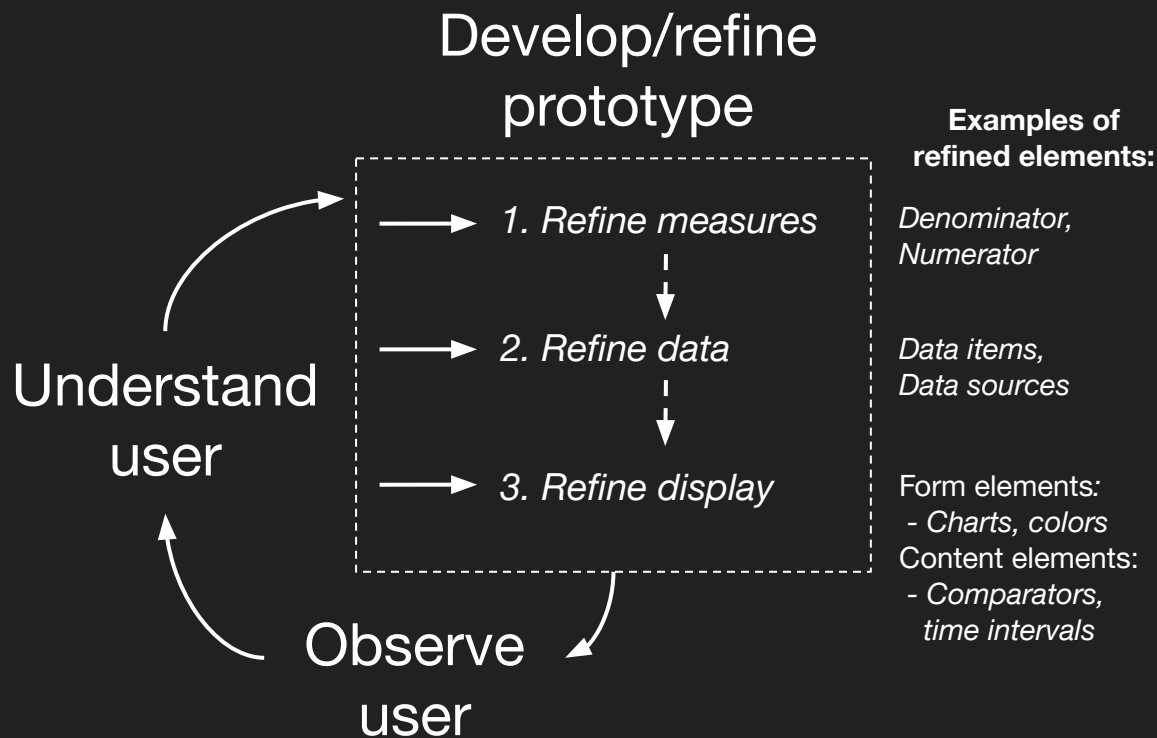 Develop/refine
prototype
Examples of
refined elements:
1. Refine measures
Denominator,
Numerator
2. Refine data
Data items,
Data sources
Understand
user
3. Refine display
Form elements:
- Charts, colors
Content elements:
- Comparators,
time intervals
Observe
user